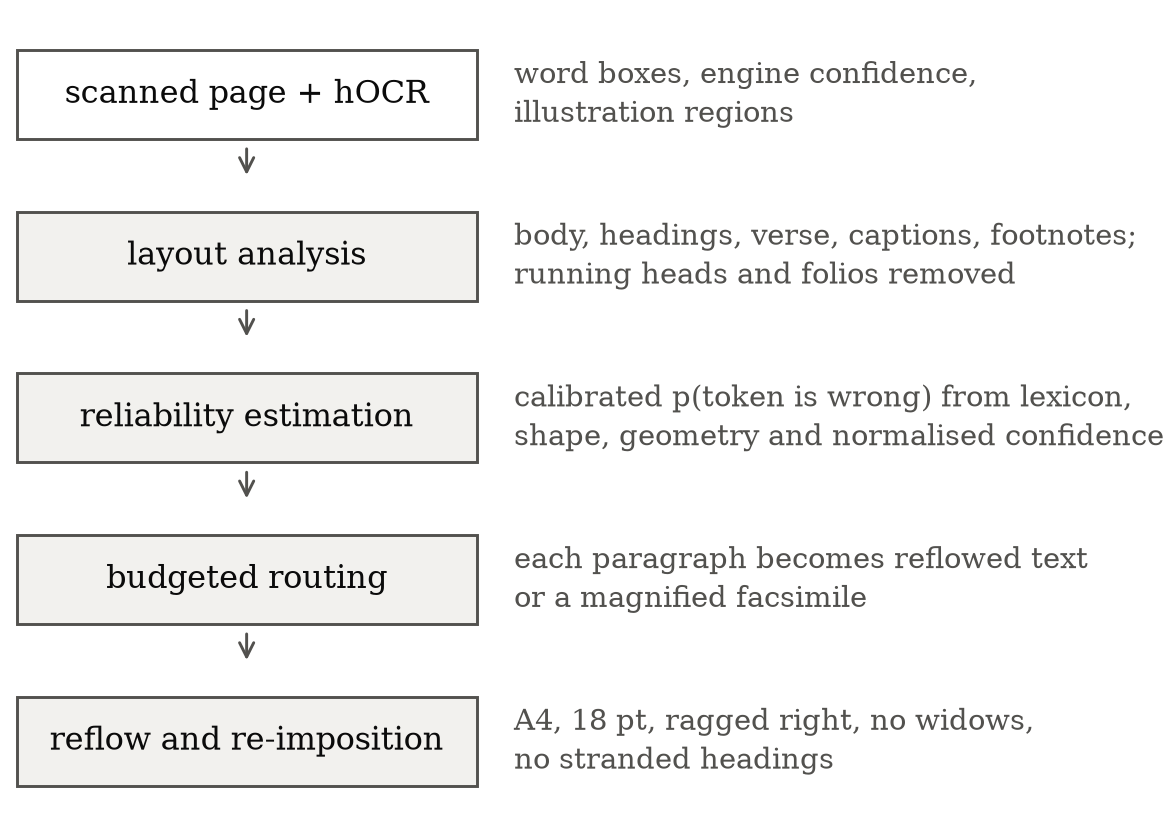 scanned page + hOCR
word boxes, engine confidence,
illustration regions
layout analysis
body, headings, verse, captions, footnotes;
running heads and folios removed
reliability estimation
calibrated p(token is wrong) from lexicon,
shape, geometry and normalised confidence
budgeted routing
each paragraph becomes reflowed text
or a magnified facsimile
reflow and re-imposition
A4, 18 pt, ragged right, no widows,
no stranded headings